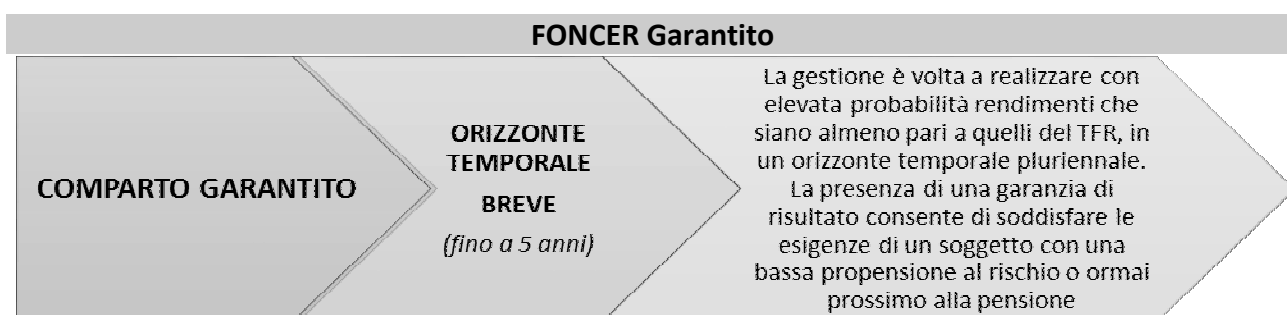 FONCER Garantito
COMPARTO GARANTITO
ORIZZONTE
TEMPORALE
BREVE
(fino a 5 anni)
La gestione è volta a realizzare con
elevata probabilità rendimenti che
siano almeno pari a quelli del TFR, in
un orizzonte temporale pluriennale.
La presenza di una garanzia di
risultato consente di soddisfare le
esigenze di un soggetto con una
bassa propensione al rischio o ormai
prossimo alla pensione